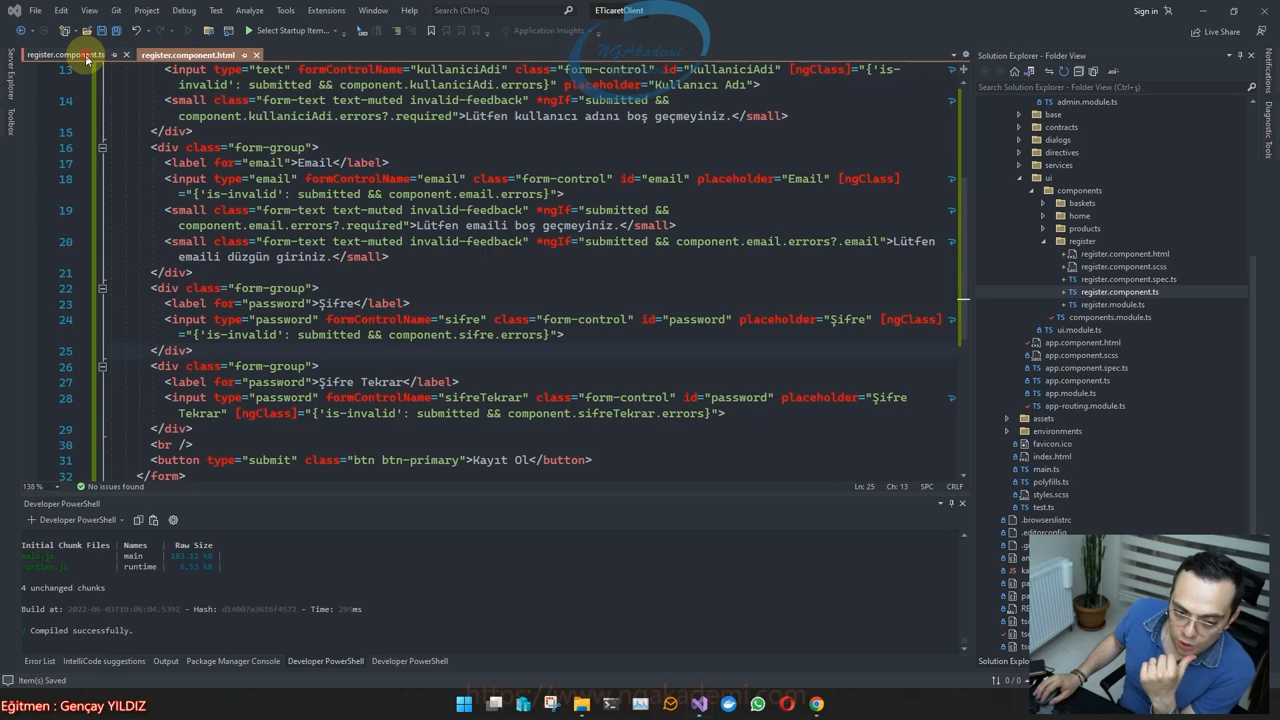 File Edit View Git Project Debug Test Analyze Tools Extensions Window Help Search (Ctrl+Q) ETicaretClient Sign in
Select Startup Item... Application Insights Live Share
NGAkademi
register.component.ts register.component.html
Server Explorer
Toolbox
13 <input type="text" formControlName="kullaniciAdi" class="form-control" id="kullaniciAdi" [ngClass]="{'is-
invalid': submitted && component.kullaniciAdi.errors}" placeholder="Kullanıcı Adı">
14 <small class="form-text text-muted invalid-feedback" *ngIf="submitted &&
component.kullaniciAdi.errors?.required">Lütfen kullanıcı adını boş geçmeyiniz.</small>
15 </div>
16 <div class="form-group">
17 <label for="email">Email</label>
18 <input type="email" formControlName="email" class="form-control" id="email" placeholder="Email" [ngClass]
="{'is-invalid': submitted && component.email.errors}">
19 <small class="form-text text-muted invalid-feedback" *ngIf="submitted &&
component.email.errors?.required">Lütfen emaili boş geçmeyiniz.</small>
20 <small class="form-text text-muted invalid-feedback" *ngIf="submitted && component.email.errors?.email">Lütfen
emaili düzgün giriniz.</small>
21 </div>
22 <div class="form-group">
23 <label for="password">Şifre</label>
24 <input type="password" formControlName="sifre" class="form-control" id="password" placeholder="Şifre" [ngClass]
="{'is-invalid': submitted && component.sifre.errors}">
25 </div>
26 <div class="form-group">
27 <label for="password">Şifre Tekrar</label>
28 <input type="password" formControlName="sifreTekrar" class="form-control" id="password" placeholder="Şifre
Tekrar" [ngClass]="{'is-invalid': submitted && component.sifreTekrar.errors}">
29 </div>
30 <br />
31 <button type="submit" class="btn btn-primary">Kayıt Ol</button>
32 </form>
138 % No issues found Ln: 25 Ch: 13 SPC CRLF
Developer PowerShell
Developer PowerShell
Initial Chunk Files | Names | Raw Size
main.js | main | 183.12 kB |
runtime.js | runtime | 6.53 kB |
4 unchanged chunks
Build at: 2022-06-03T19:06:04.539Z - Hash: d14007a3616f4572 - Time: 295ms
√ Compiled successfully.
Error List IntelliCode suggestions Output Package Manager Console Developer PowerShell Developer PowerShell
Item(s) Saved 0 / 0
Solution Explorer - Folder View
Search Solution Explorer - Folder View (Ctrl+ş)
admin.module.ts
base
contracts
dialogs
directives
services
ui
components
baskets
home
products
register
register.component.html
register.component.scss
register.component.spec.ts
register.component.ts
register.module.ts
components.module.ts
ui.module.ts
app.component.html
app.component.scss
app.component.spec.ts
app.component.ts
app.module.ts
app-routing.module.ts
assets
environments
favicon.ico
index.html
main.ts
polyfills.ts
styles.scss
test.ts
.browserslistrc
.editorconfig
Notifications
Diagnostic Tools
https://www.ngakademi.com
Eğitmen : Gençay YILDIZ